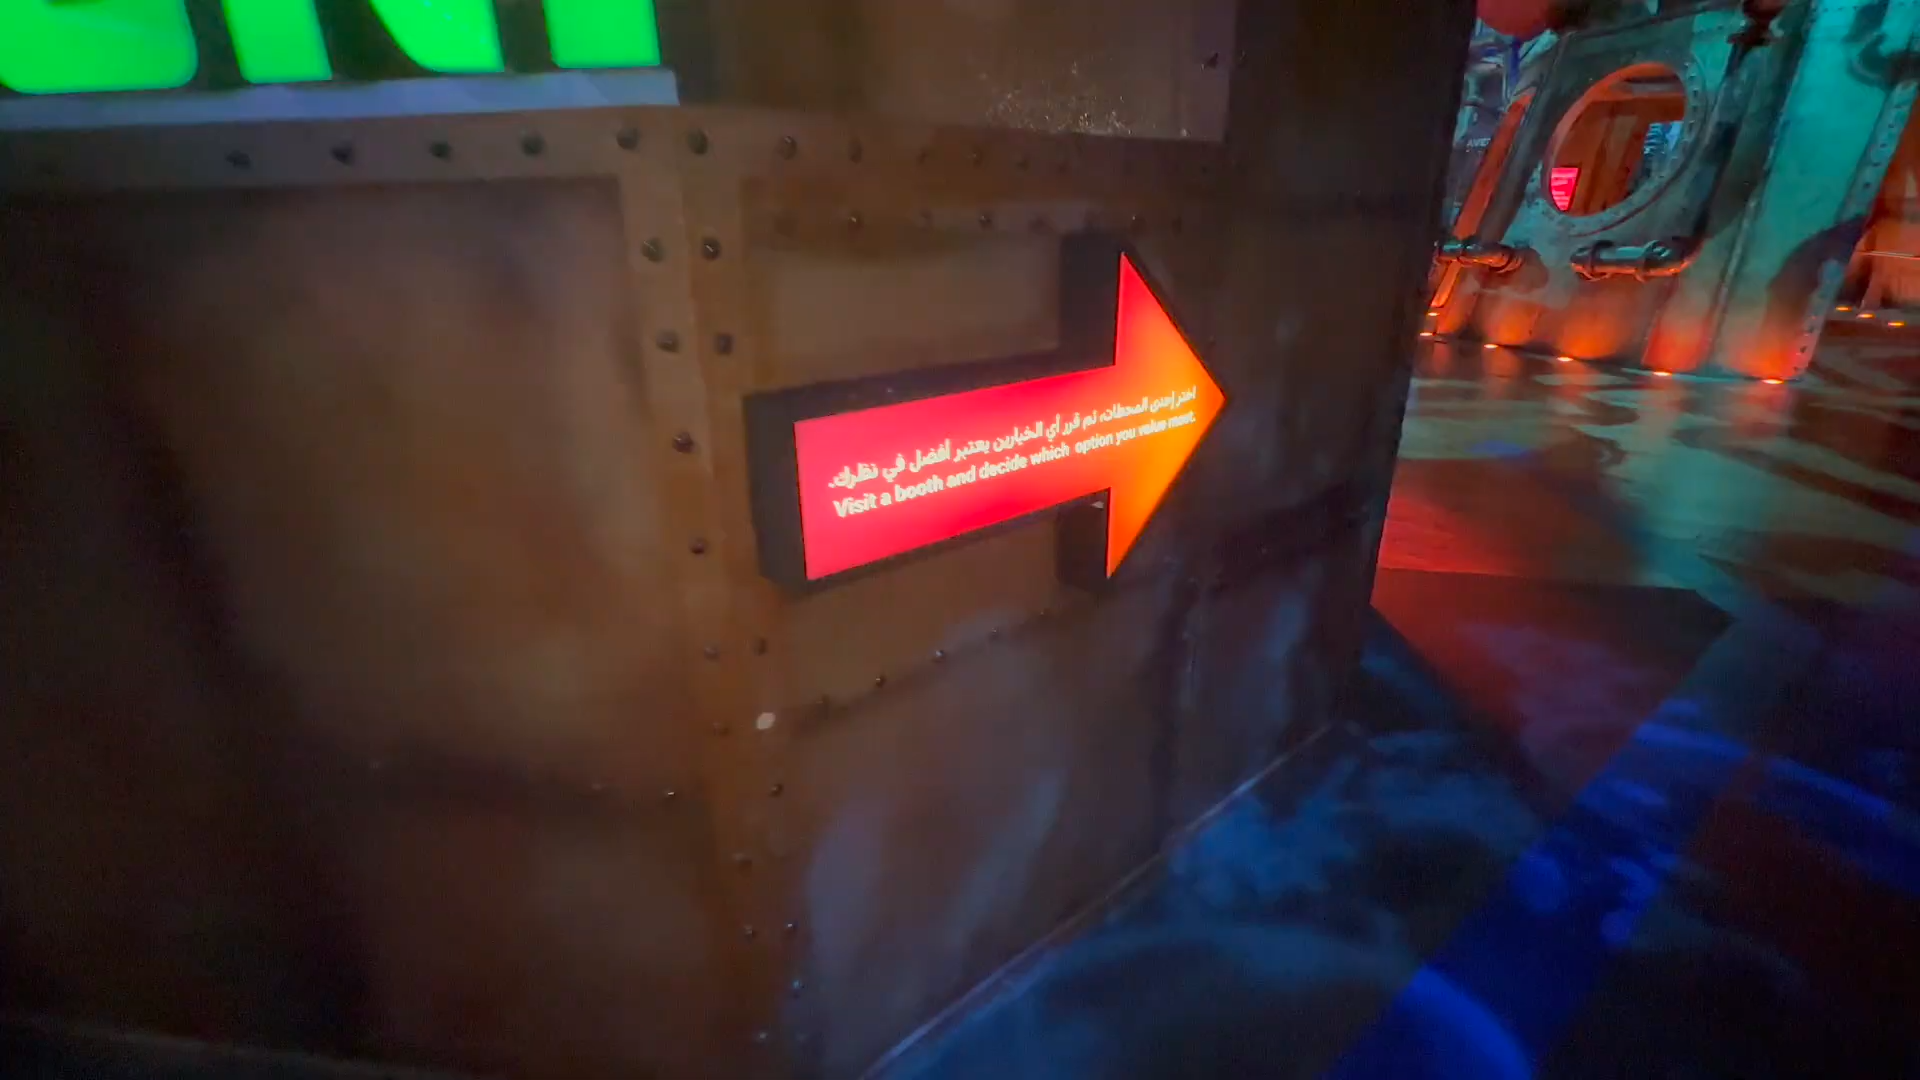 اختر إحدى المحطات، ثم قرر أي الخيارين يعتبر أفضل في نظرك.
Visit a booth and decide which option you value most.